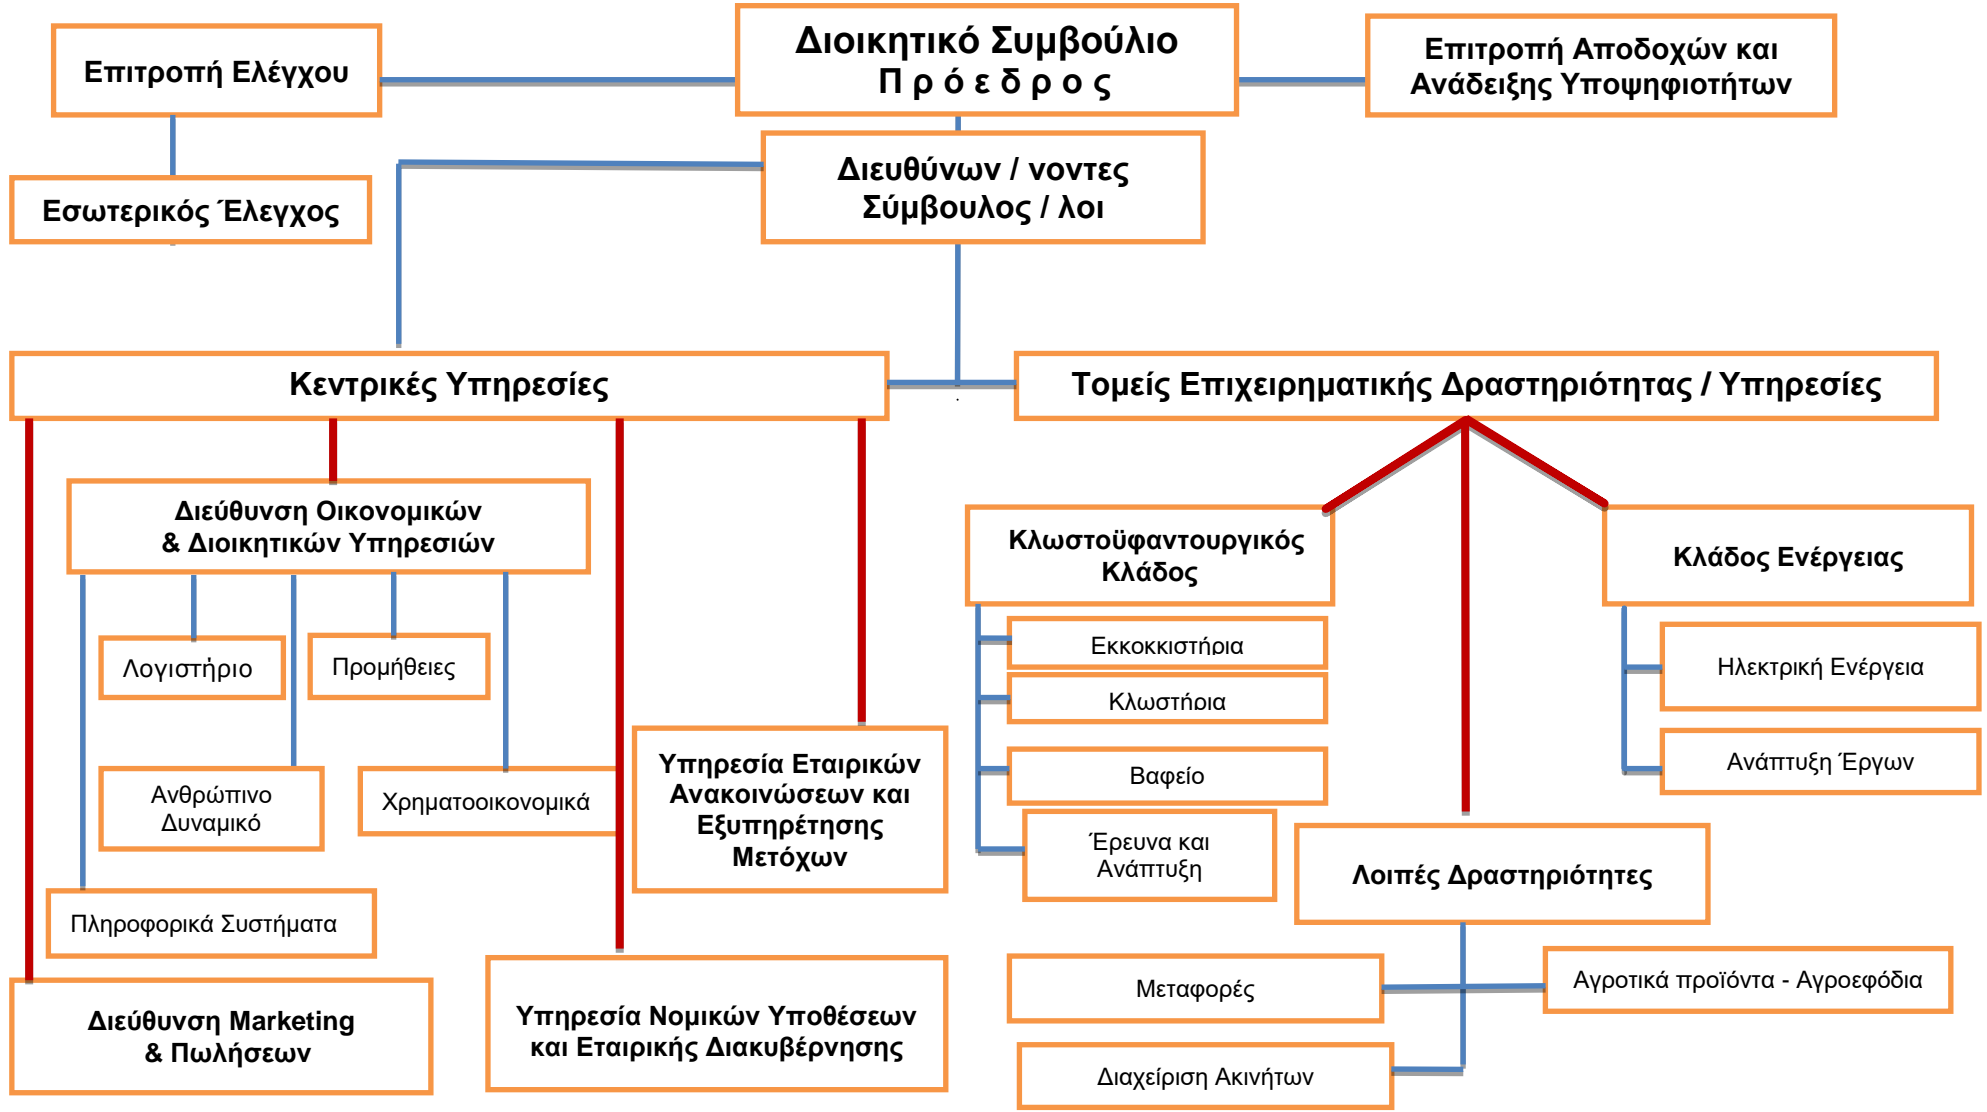 Διοικητικό Συμβούλιο
Π ρ ό ε δ ρ ο ς
Επιτροπή Ελέγχου
Επιτροπή Αποδοχών και
Ανάδειξης Υποψηφιοτήτων
Διευθύνων / νοντες
Σύμβουλος / λοι
Εσωτερικός Έλεγχος
Κεντρικές Υπηρεσίες
Τομείς Επιχειρηματικής Δραστηριότητας / Υπηρεσίες
Διεύθυνση Οικονομικών
& Διοικητικών Υπηρεσιών
Λογιστήριο
Προμήθειες
Ανθρώπινο
Δυναμικό
Χρηματοοικονομικά
Πληροφορικά Συστήματα
Διεύθυνση Marketing
& Πωλήσεων
Υπηρεσία Εταιρικών
Ανακοινώσεων και
Εξυπηρέτησης
Μετόχων
Υπηρεσία Νομικών Υποθέσεων
και Εταιρικής Διακυβέρνησης
Κλωστοϋφαντουργικός
Κλάδος
Εκκοκκιστήρια
Κλωστήρια
Βαφείο
Έρευνα και
Ανάπτυξη
Κλάδος Ενέργειας
Ηλεκτρική Ενέργεια
Ανάπτυξη Έργων
Λοιπές Δραστηριότητες
Μεταφορές
Αγροτικά προϊόντα - Αγροεφόδια
Διαχείριση Ακινήτων